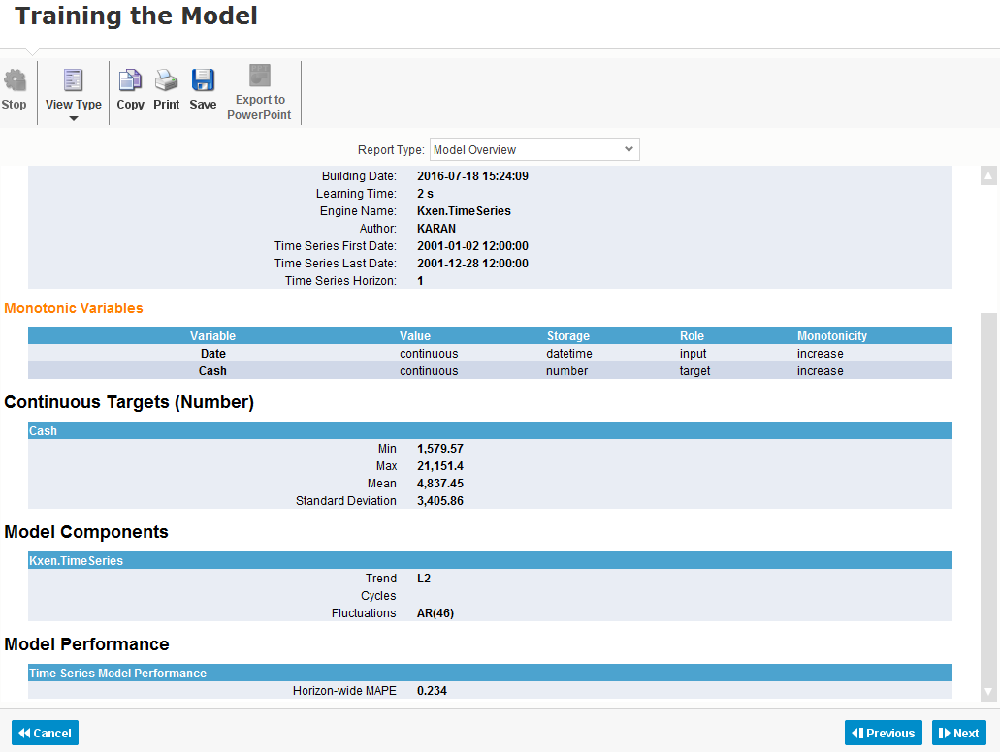 Training the Model
Stop
View Type
Copy
Print
Save
Export to
PowerPoint
Report Type: Model Overview
Building Date: 2016-07-18 15:24:09
Learning Time: 2 s
Engine Name: Kxen.TimeSeries
Author: KARAN
Time Series First Date: 2001-01-02 12:00:00
Time Series Last Date: 2001-12-28 12:00:00
Time Series Horizon: 1
Monotonic Variables
Variable Value Storage Role Monotonicity
Date continuous datetime input increase
Cash continuous number target increase
Continuous Targets (Number)
Cash
Min 1,579.57
Max 21,151.4
Mean 4,837.45
Standard Deviation 3,405.86
Model Components
Kxen.TimeSeries
Trend L2
Cycles
Fluctuations AR(46)
Model Performance
Time Series Model Performance
Horizon-wide MAPE 0.234
Cancel Previous Next